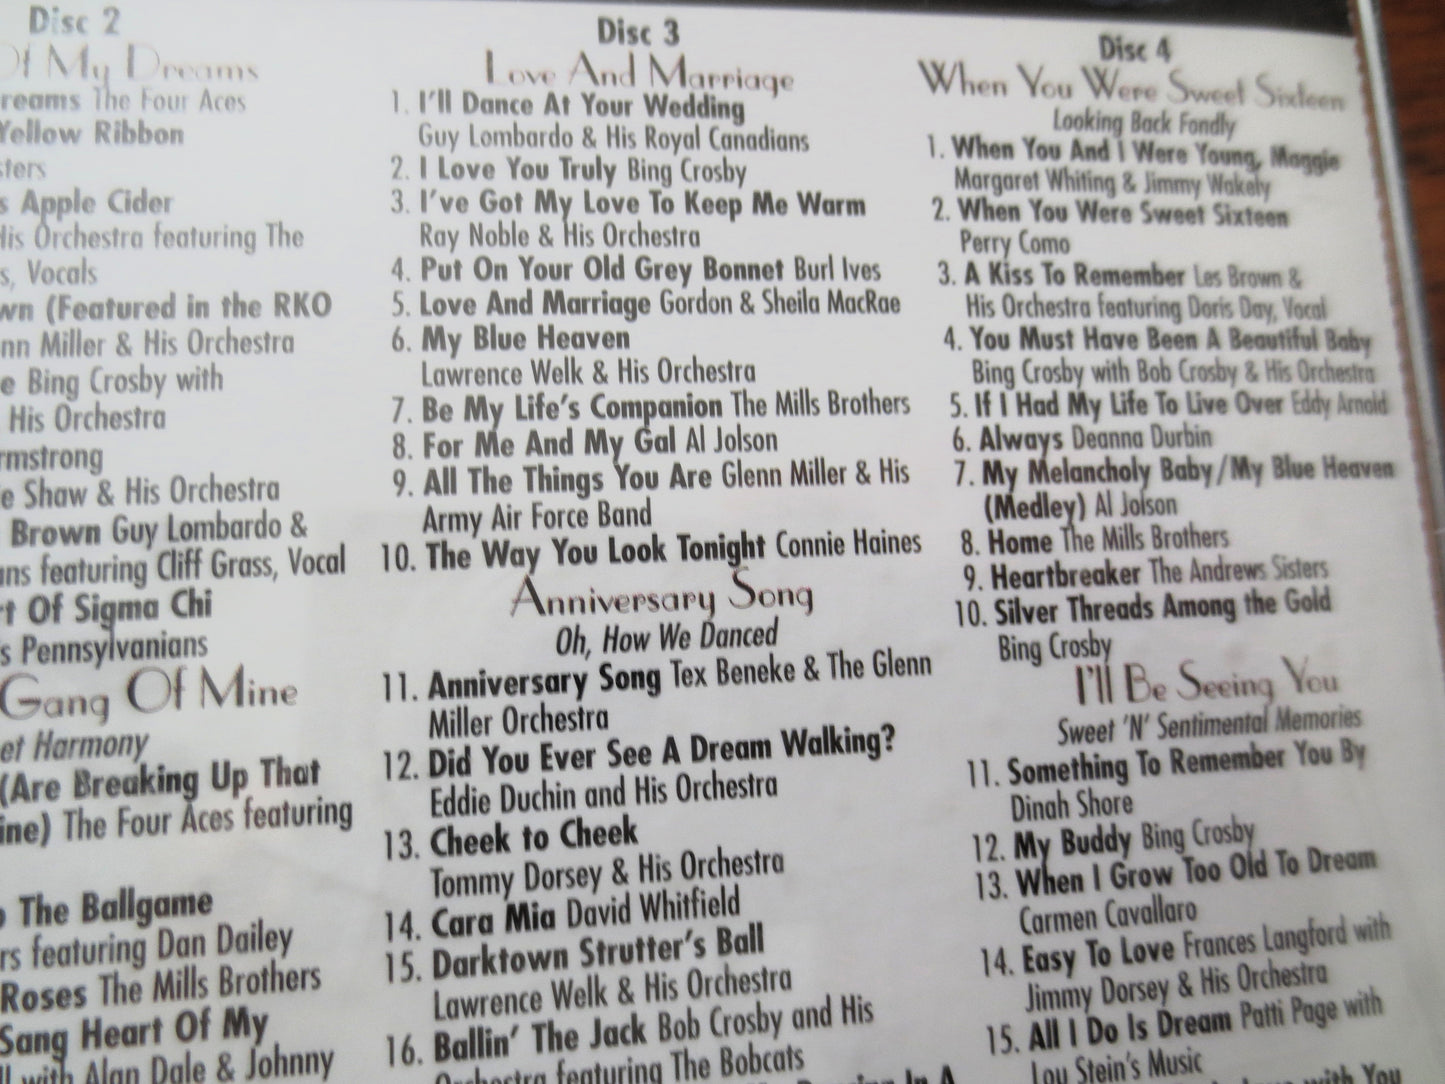 Disc 2
Of My Dreams
reams The Four Aces
Yellow Ribbon
sters
s Apple Cider
His Orchestra featuring The
s, Vocals
wn (Featured in the RKO
nn Miller & His Orchestra
e Bing Crosby with
His Orchestra
rmstrong
ie Shaw & His Orchestra
Brown Guy Lombardo &
ans featuring Cliff Grass, Vocal
rt Of Sigma Chi
s Pennsylvanians
Gang Of Mine
et Harmony
(Are Breaking Up That
ine) The Four Aces featuring
o The Ballgame
rs featuring Dan Dailey
Roses The Mills Brothers
Sang Heart Of My
ll with Alan Dale & Johnny
Disc 3
Love And Marriage
1. I'll Dance At Your Wedding
Guy Lombardo & His Royal Canadians
2. I Love You Truly Bing Crosby
3. I've Got My Love To Keep Me Warm
Ray Noble & His Orchestra
4. Put On Your Old Grey Bonnet Burl Ives
5. Love And Marriage Gordon & Sheila MacRae
6. My Blue Heaven
Lawrence Welk & His Orchestra
7. Be My Life's Companion The Mills Brothers
8. For Me And My Gal Al Jolson
9. All The Things You Are Glenn Miller & His
Army Air Force Band
10. The Way You Look Tonight Connie Haines
Anniversary Song
Oh, How We Danced
11. Anniversary Song Tex Beneke & The Glenn
Miller Orchestra
12. Did You Ever See A Dream Walking?
Eddie Duchin and His Orchestra
13. Cheek to Cheek
Tommy Dorsey & His Orchestra
14. Cara Mia David Whitfield
15. Darktown Strutter's Ball
Lawrence Welk & His Orchestra
16. Ballin' The Jack Bob Crosby and His
Orchestra featuring The Bobcats
In A
Disc 4
When You Were Sweet Sixteen
Looking Back Fondly
1. When You And I Were Young, Maggie
Margaret Whiting & Jimmy Wakely
2. When You Were Sweet Sixteen
Perry Como
3. A Kiss To Remember Les Brown &
His Orchestra featuring Doris Day, Vocal
4. You Must Have Been A Beautiful Baby
Bing Crosby with Bob Crosby & His Orchestra
5. If I Had My Life To Live Over Eddy Arnold
6. Always Deanna Durbin
7. My Melancholy Baby/My Blue Heaven
(Medley) Al Jolson
8. Home The Mills Brothers
9. Heartbreaker The Andrews Sisters
10. Silver Threads Among the Gold
Bing Crosby
I'll Be Seeing You
Sweet 'N' Sentimental Memories
11. Something To Remember You By
Dinah Shore
12. My Buddy Bing Crosby
13. When I Grow Too Old To Dream
Carmen Cavallaro
14. Easy To Love Frances Langford with
Jimmy Dorsey & His Orchestra
15. All I Do Is Dream Patti Page with
Lou Stein's Music
with You